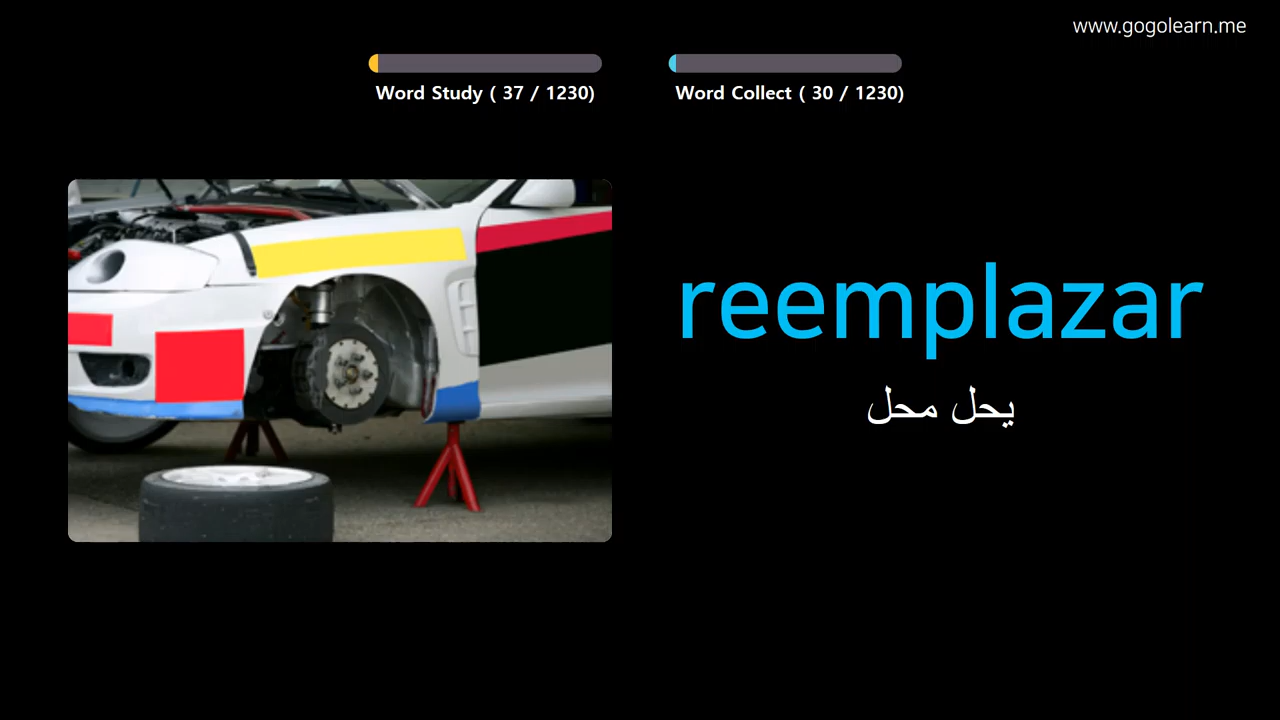 www.gogolearn.me
Word Study ( 37 / 1230)
Word Collect ( 30 / 1230)
reemplazar
يحل محل